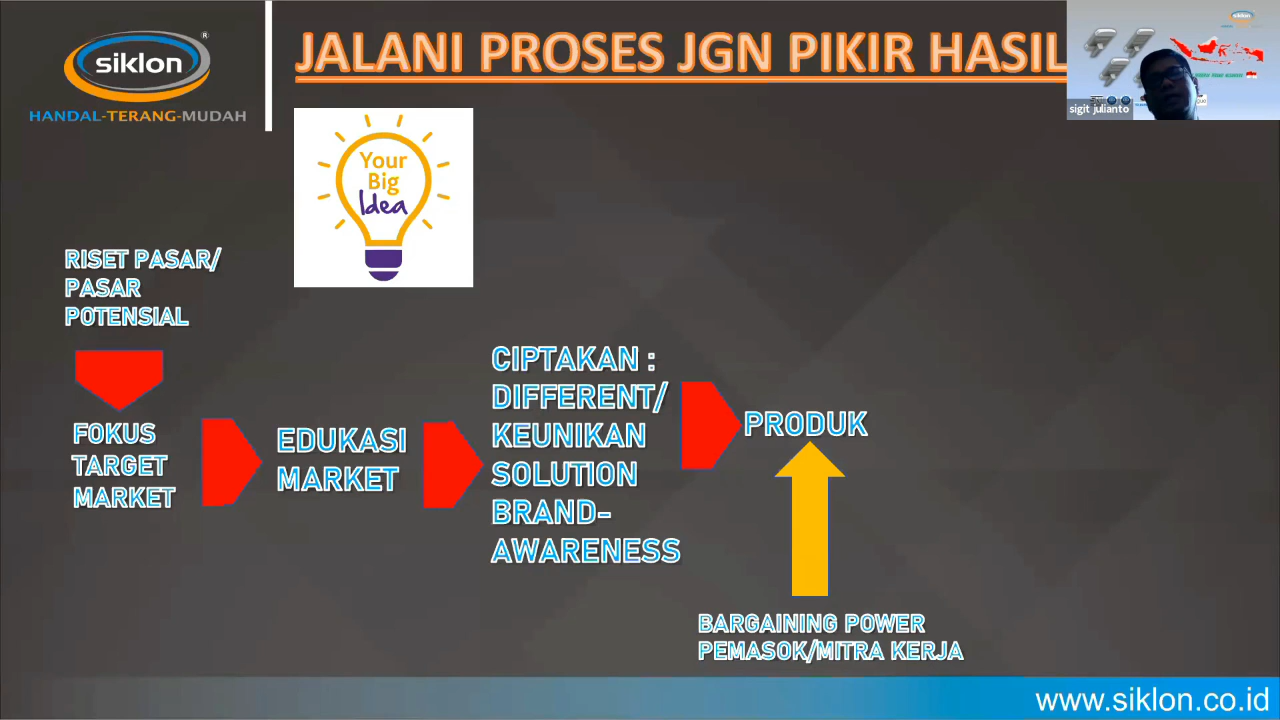 siklon®
HANDAL-TERANG-MUDAH
JALANI PROSES JGN PIKIR HASIL
sigit julianto
Your
Big
Idea
RISET PASAR/
PASAR
POTENSIAL
FOKUS
TARGET
MARKET
EDUKASI
MARKET
CIPTAKAN :
DIFFERENT/
KEUNIKAN
SOLUTION
BRAND-
AWARENESS
PRODUK
BARGAINING POWER
PEMASOK/MITRA KERJA
www.siklon.co.id